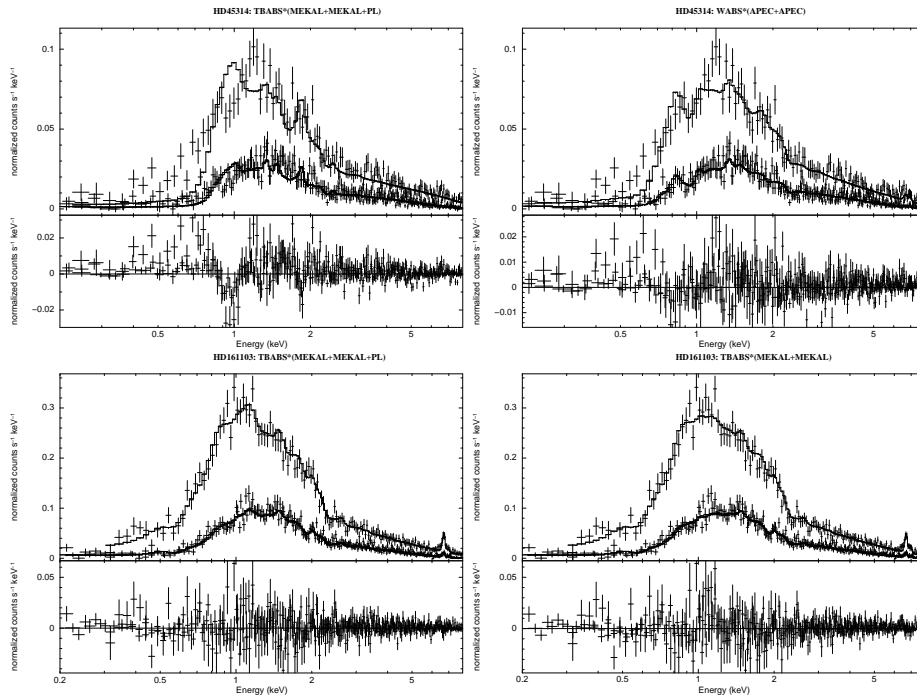 HD45314: TBABS*(MEKAL+MEKAL+PL)
0.1
0.05
0
normalized counts s⁻¹ keV⁻¹
0.02
0
−0.02
normalized counts s⁻¹ keV⁻¹
0.5 1 2 5
Energy (keV)
HD45314: WABS*(APEC+APEC)
0.1
0.05
0
normalized counts s⁻¹ keV⁻¹
0.02
0.01
0
−0.01
normalized counts s⁻¹ keV⁻¹
0.5 1 2 5
Energy (keV)
HD161103: TBABS*(MEKAL+MEKAL+PL)
0.3
0.2
0.1
0
normalized counts s⁻¹ keV⁻¹
0.05
0
normalized counts s⁻¹ keV⁻¹
0.2 0.5 1 2 5
Energy (keV)
HD161103: TBABS*(MEKAL+MEKAL)
0.3
0.2
0.1
0
normalized counts s⁻¹ keV⁻¹
0.05
0
normalized counts s⁻¹ keV⁻¹
0.2 0.5 1 2 5
Energy (keV)